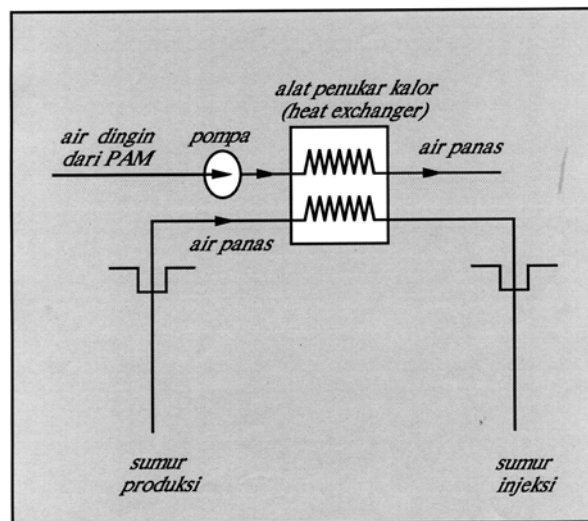 alat penukar kalor
(heat exchanger)
air dingin
dari PAM
pompa
air panas
air panas
sumur
produksi
sumur
injeksi